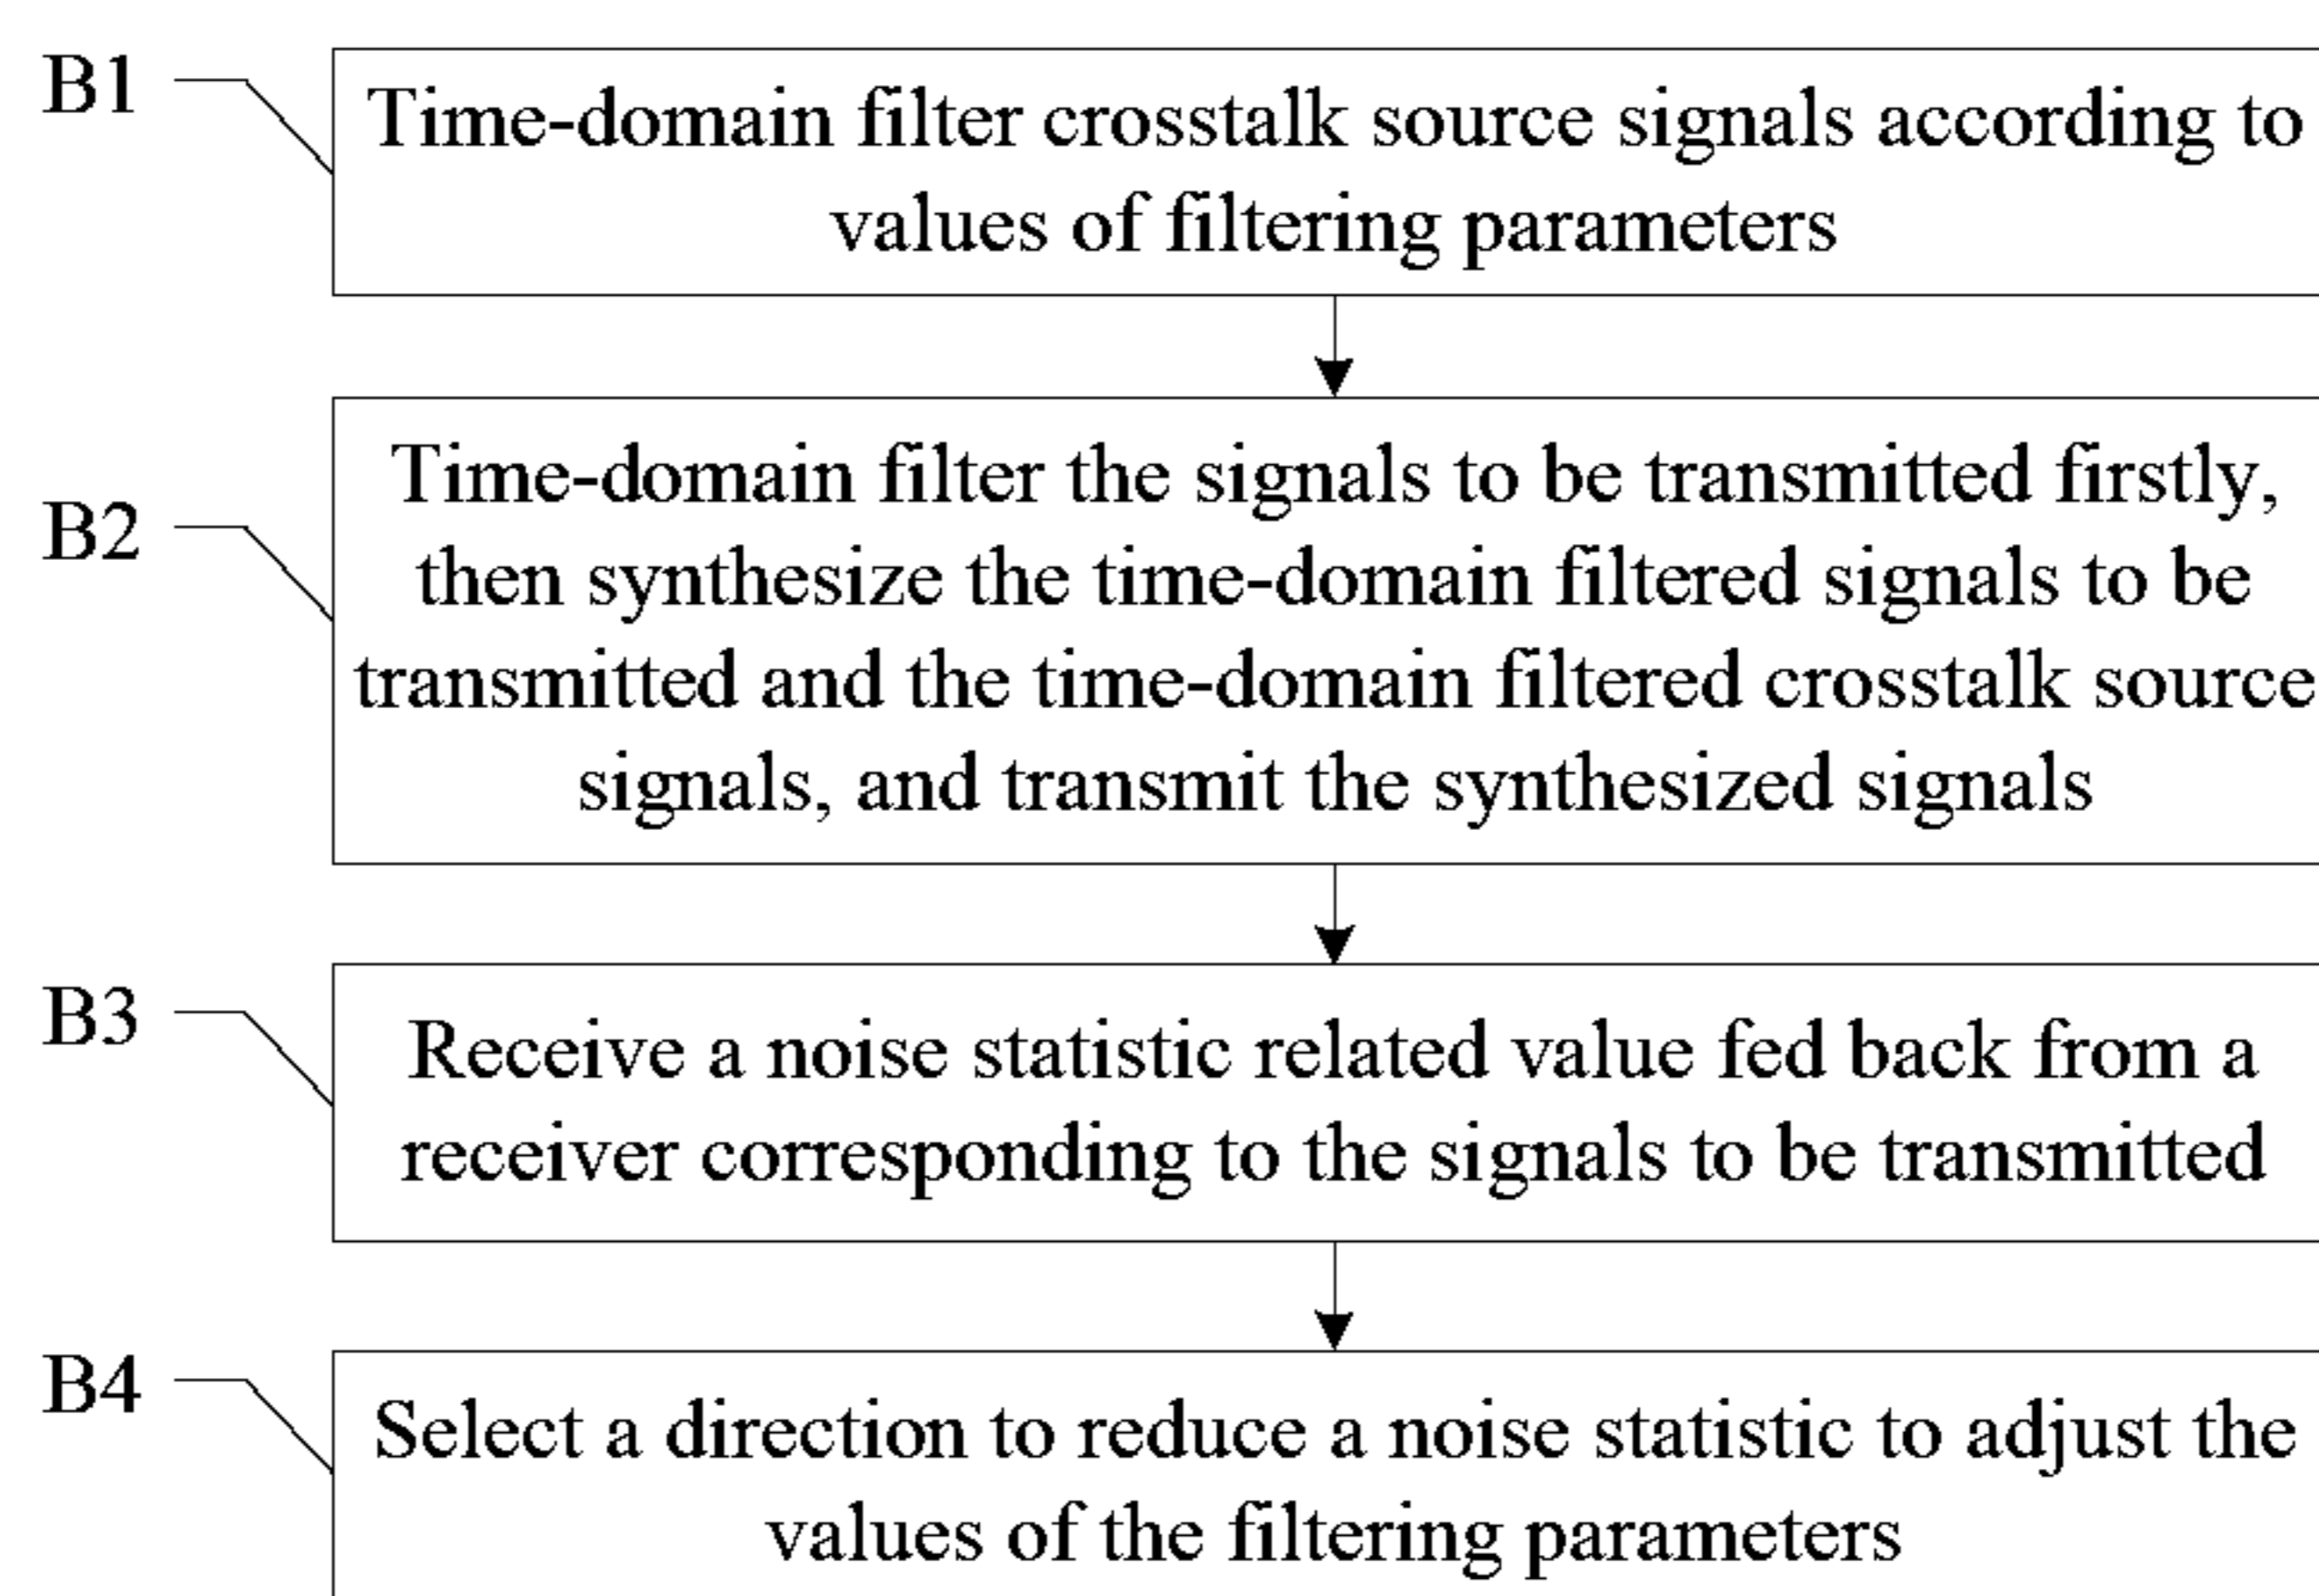 B1
Time-domain filter crosstalk source signals according to
values of filtering parameters
B2
Time-domain filter the signals to be transmitted firstly,
then synthesize the time-domain filtered signals to be
transmitted and the time-domain filtered crosstalk source
signals, and transmit the synthesized signals
B3
Receive a noise statistic related value fed back from a
receiver corresponding to the signals to be transmitted
B4
Select a direction to reduce a noise statistic to adjust the
values of the filtering parameters